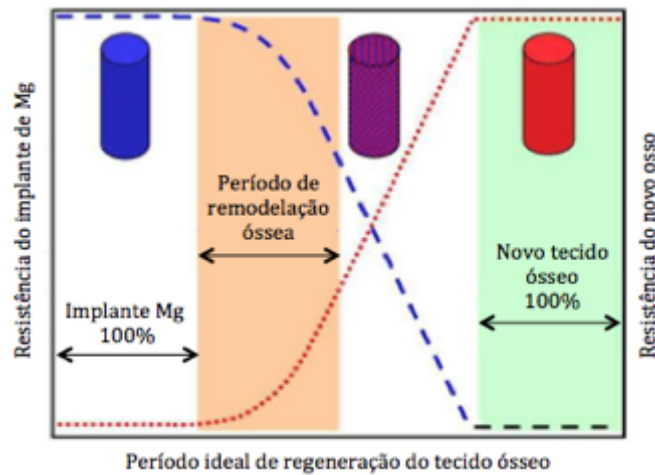 Resistência do implante de Mg
Período de
remodelação
óssea
Implante Mg
100%
Novo tecido
ósseo
100%
Resistência do novo osso
Período ideal de regeneração do tecido ósseo